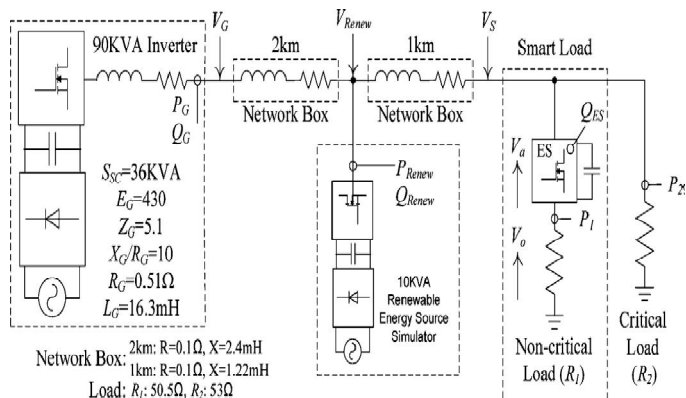 90KVA Inverter
V_G
2km
V_Renew
1km
V_S
Smart Load
Network Box
Network Box
P_G
Q_G
S_SC=36KVA
E_G=430
Z_G=5.1
X_G/R_G=10
R_G=0.51Ω
L_G=16.3mH
P_Renew
Q_Renew
10KVA
Renewable
Energy Source
Simulator
ES
Q_ES
V_a
P_1
V_o
Non-critical
Load (R_1)
Critical
Load
(R_2)
Network Box: 2km: R=0.1Ω, X=2.4mH
1km: R=0.1Ω, X=1.22mH
Load: R_1: 50.5Ω, R_2: 53Ω